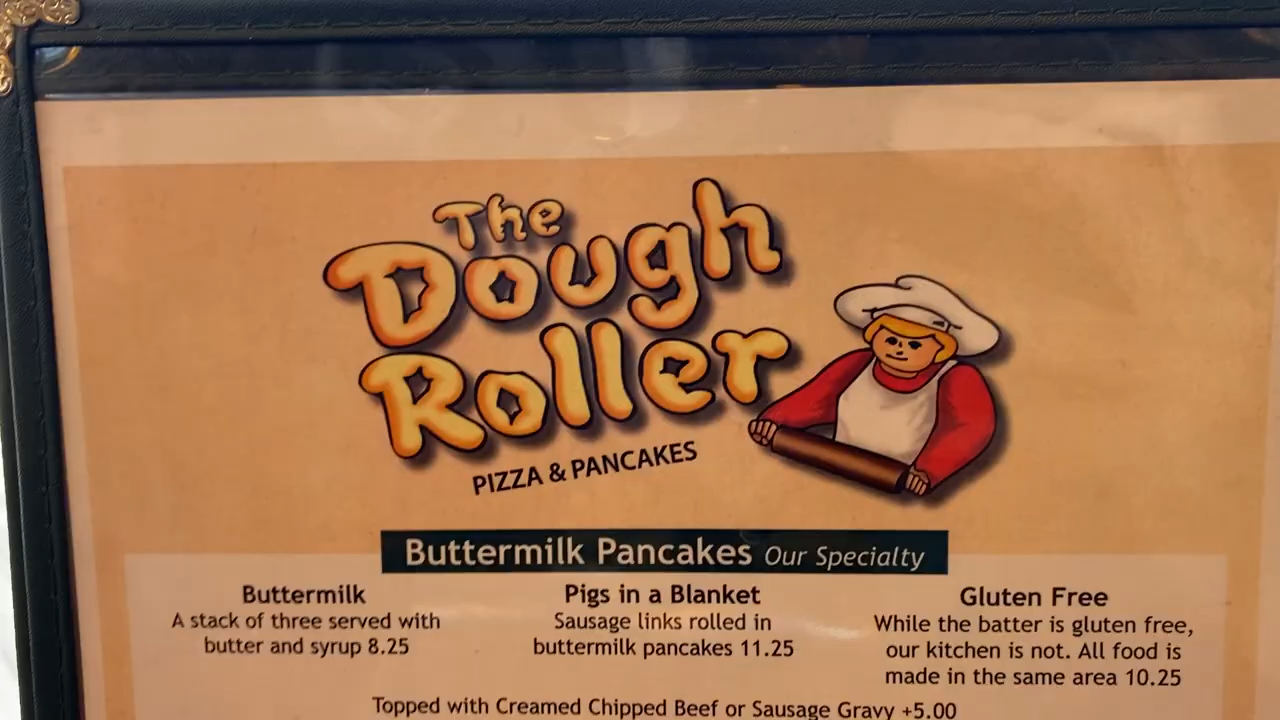 The
Dough
Roller
PIZZA & PANCAKES
Buttermilk Pancakes Our Specialty
Buttermilk
A stack of three served with
butter and syrup 8.25
Pigs in a Blanket
Sausage links rolled in
buttermilk pancakes 11.25
Gluten Free
While the batter is gluten free,
our kitchen is not. All food is
made in the same area 10.25
Topped with Creamed Chipped Beef or Sausage Gravy +5.00